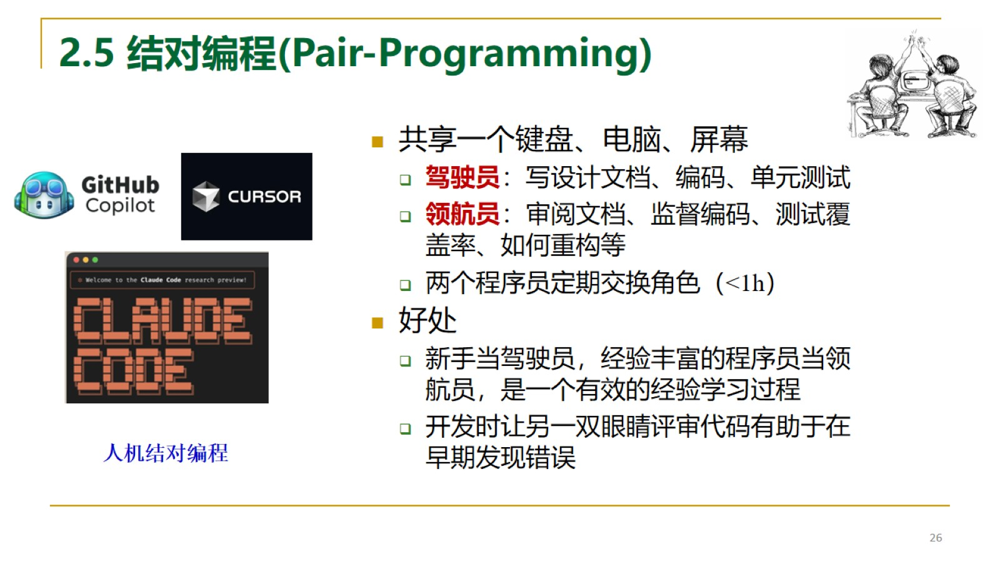 2.5 结对编程(Pair-Programming)
GitHub
Copilot
CURSOR
Welcome to the Claude Code research preview!
CLAUDE
CODE
人机结对编程
共享一个键盘、电脑、屏幕
驾驶员：写设计文档、编码、单元测试
领航员：审阅文档、监督编码、测试覆
盖率、如何重构等
两个程序员定期交换角色（<1h）
好处
新手当驾驶员，经验丰富的程序员当领
航员，是一个有效的经验学习过程
开发时让另一双眼睛评审代码有助于在
早期发现错误
26